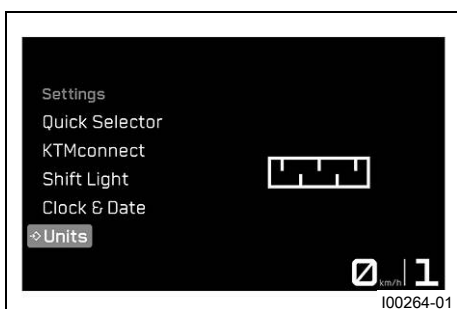 Settings
Quick Selector
KTMconnect
Shift Light
Clock & Date
Units
0 km/h 1
I00264-01